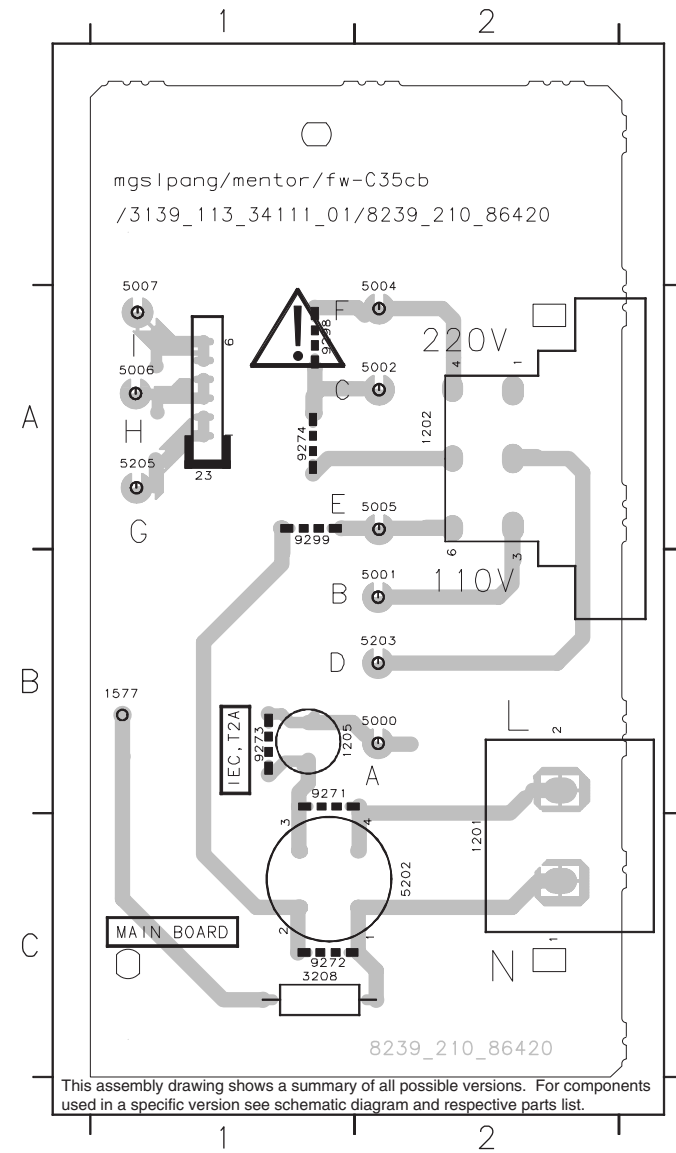 1 2
mgslpang/mentor/fw-C35cb
/3139_113_34111_01/8239_210_86420
5007 5004
F
9298
I 6 220V
5006 5002
4 1
C
A
H
9274
1202
5205
23
E
G 5005
9299
6 3
5001 110V
B
5203
D
B
1577
L
2
IEC,T2A
9273
1205
5000
A
9271
3 4
1201
5202
MAIN BOARD
2 1
1
C
9272
N
3208
8239_210_86420
This assembly drawing shows a summary of all possible versions. For components
used in a specific version see schematic diagram and respective parts list.
1 2